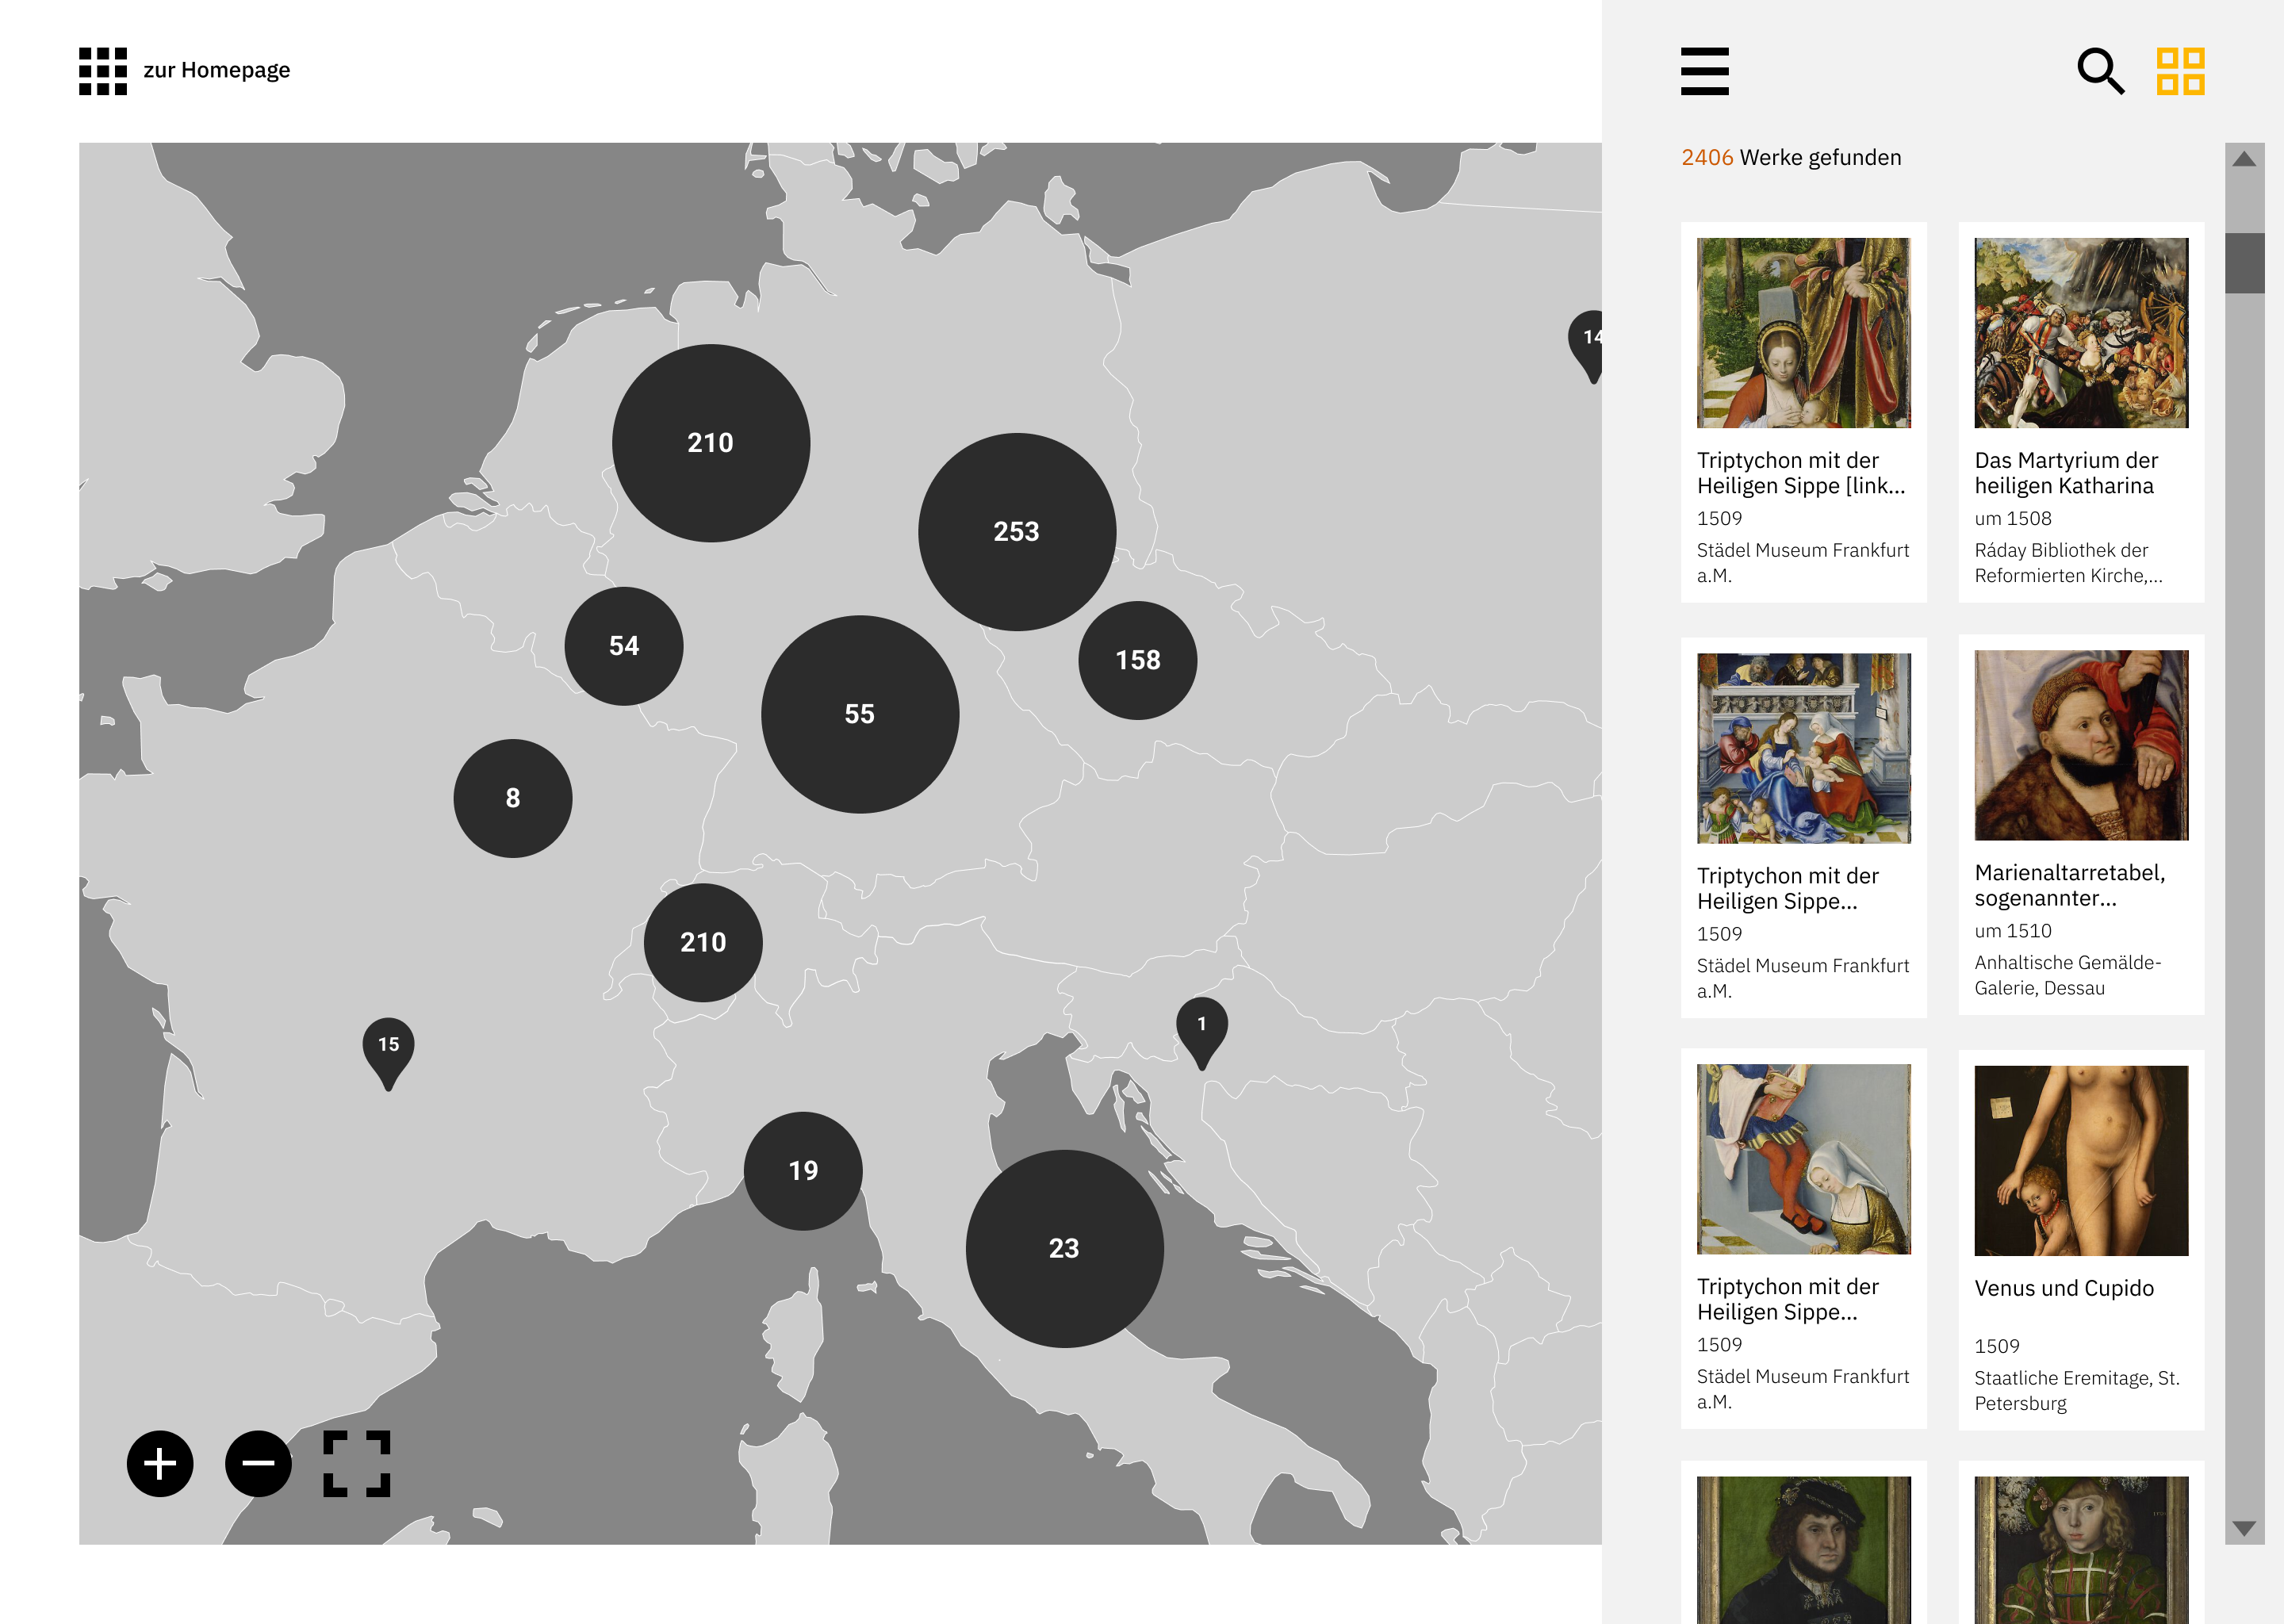 zur Homepage
2406 Werke gefunden
14
210
253
54
158
55
8
210
15
1
19
23
Triptychon mit der
Heiligen Sippe [link...
1509
Städel Museum Frankfurt
a.M.
Das Martyrium der
heiligen Katharina
um 1508
Ráday Bibliothek der
Reformierten Kirche,...
Triptychon mit der
Heiligen Sippe...
1509
Städel Museum Frankfurt
a.M.
Marienaltarretabel,
sogenannter...
um 1510
Anhaltische Gemälde-
Galerie, Dessau
Triptychon mit der
Heiligen Sippe...
1509
Städel Museum Frankfurt
a.M.
Venus und Cupido
1509
Staatliche Eremitage, St.
Petersburg